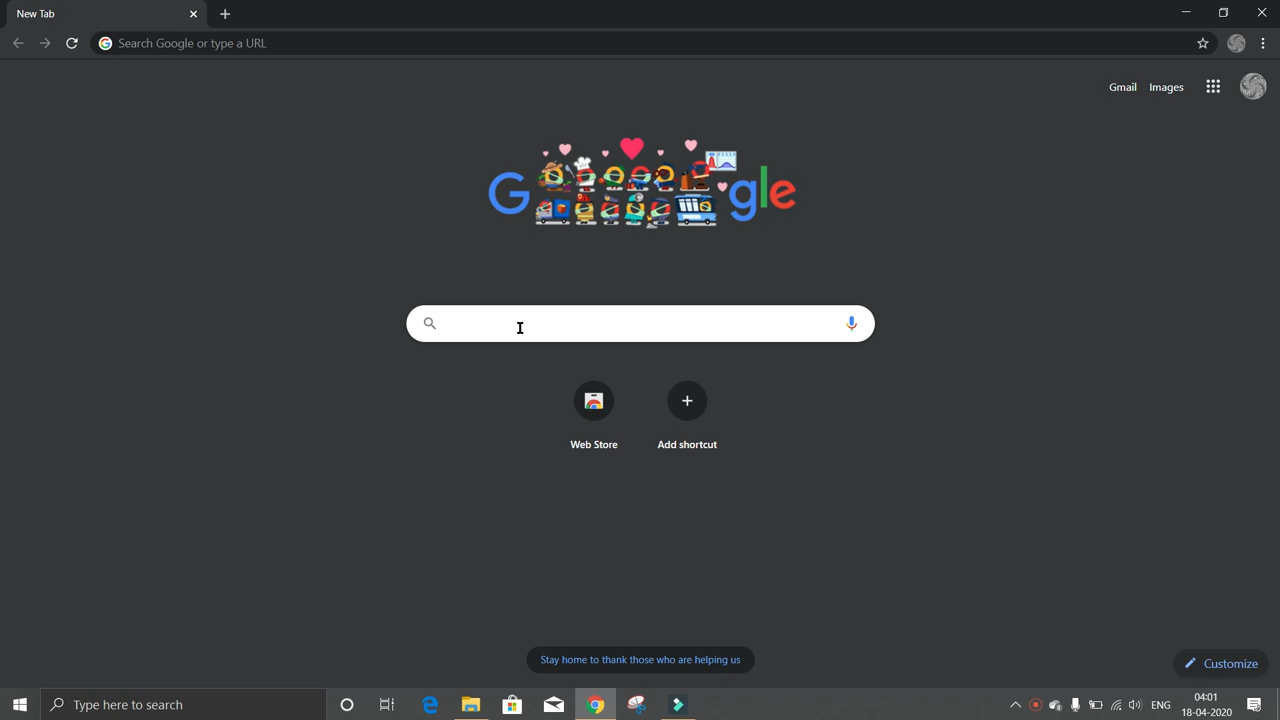 New Tab
Search Google or type a URL
Gmail Images
G gle
Web Store Add shortcut
Stay home to thank those who are helping us
Customize
Type here to search
ENG
04:01
18-04-2020